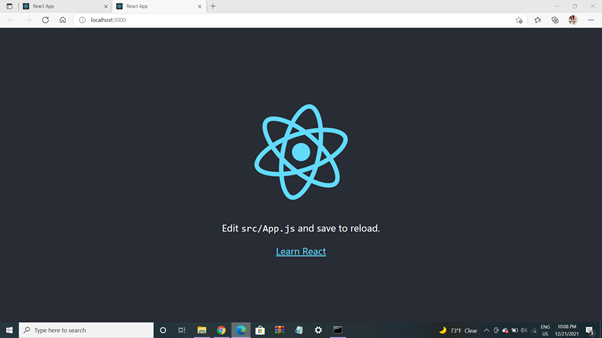 React App
React App
localhost:3000
Edit src/App.js and save to reload.
Learn React
Type here to search
73°F Clear
ENG
US
10:08 PM
12/21/2021